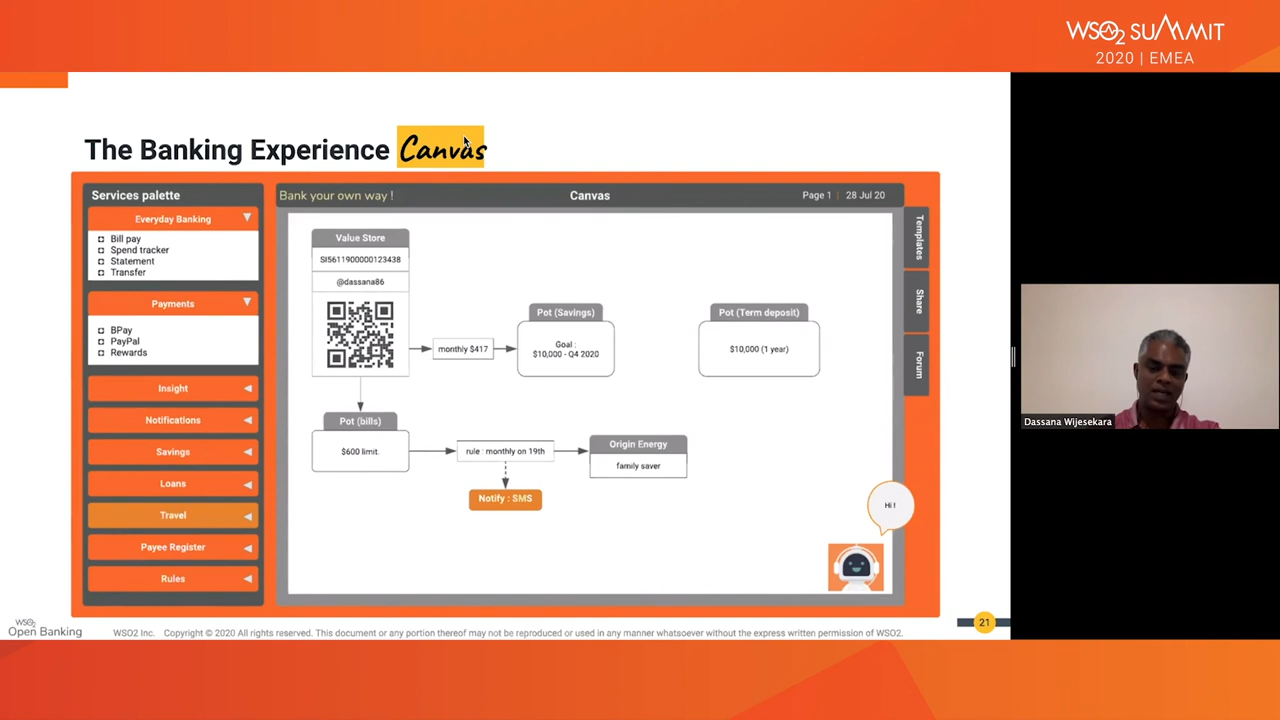 WSO2 SUMMIT
2020 | EMEA
The Banking Experience Canvas
Services palette
Everyday Banking
Bill pay
Spend tracker
Statement
Transfer
Payments
BPay
PayPal
Rewards
Insight
Notifications
Savings
Loans
Travel
Payee Register
Rules
Bank your own way !
Canvas
Page 1 | 28 Jul 20
Value Store
SI5611900000123438
@dassana86
monthly $417
Pot (Savings)
Goal :
$10,000 - Q4 2020
Pot (Term deposit)
$10,000 (1 year)
Pot (bills)
$600 limit.
rule : monthly on 19th
Origin Energy
family saver
Notify : SMS
Hi !
Templates
Share
Forum
Dassana Wijesekara
WSO2
Open Banking
WSO2 Inc. Copyright © 2020 All rights reserved. This document or any portion thereof may not be reproduced or used in any manner whatsoever without the express written permission of WSO2.
21